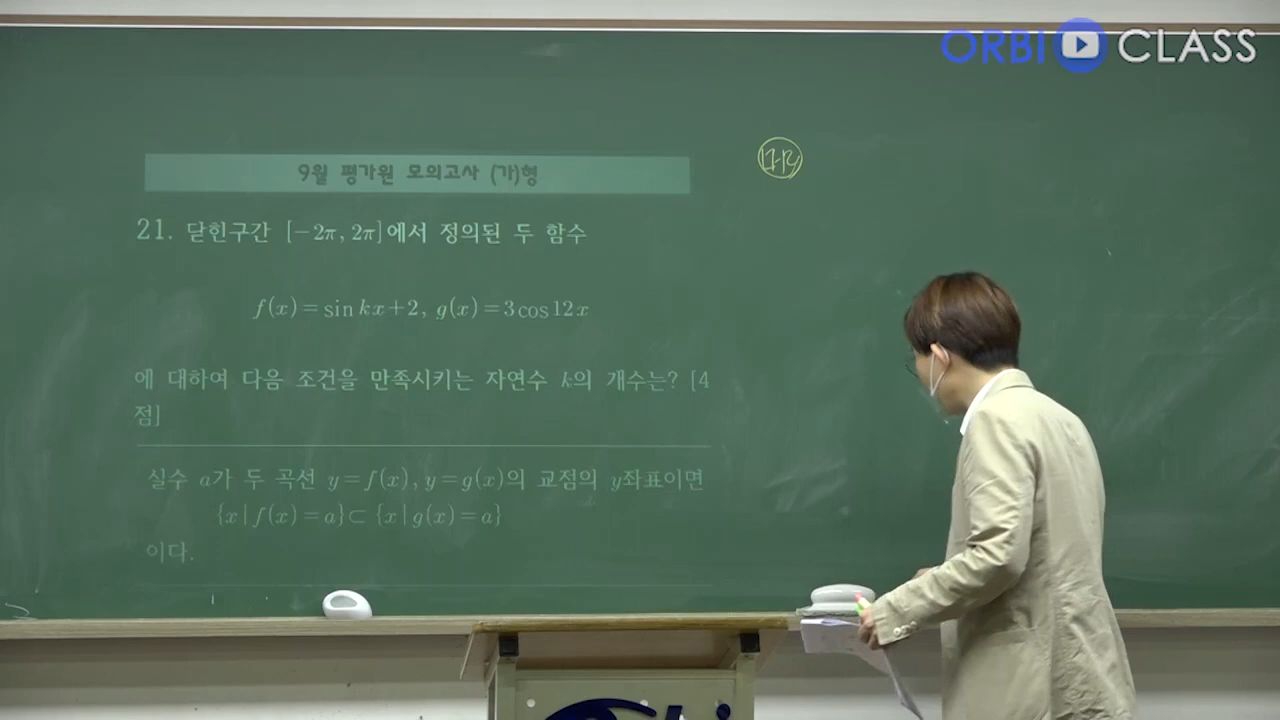 ORBI CLASS
9월 평가원 모의고사 (가)형
21. 닫힌구간 [−2π, 2π]에서 정의된 두 함수
f(x)=sin kx+2, g(x)=3cos 12x
에 대하여 다음 조건을 만족시키는 자연수 k의 개수는? [4
점]
실수 a가 두 곡선 y=f(x), y=g(x)의 교점의 y좌표이면
{x|f(x)=a}⊂{x|g(x)=a}
이다.